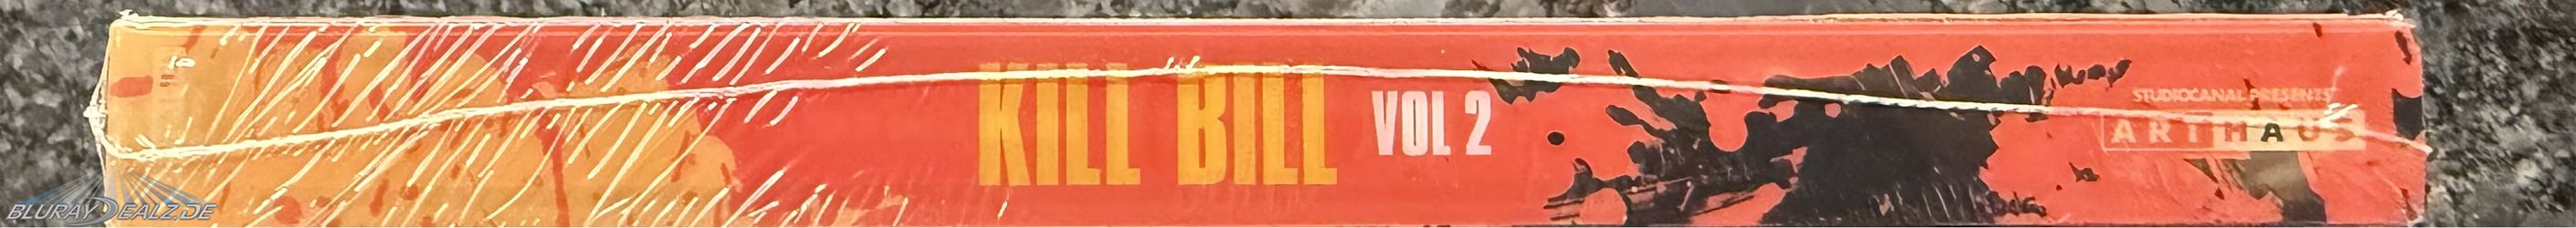 KILL BILL VOL 2
STUDIOCANAL PRESENTS
ARTHAUS
BLURAYDEALZ.DE